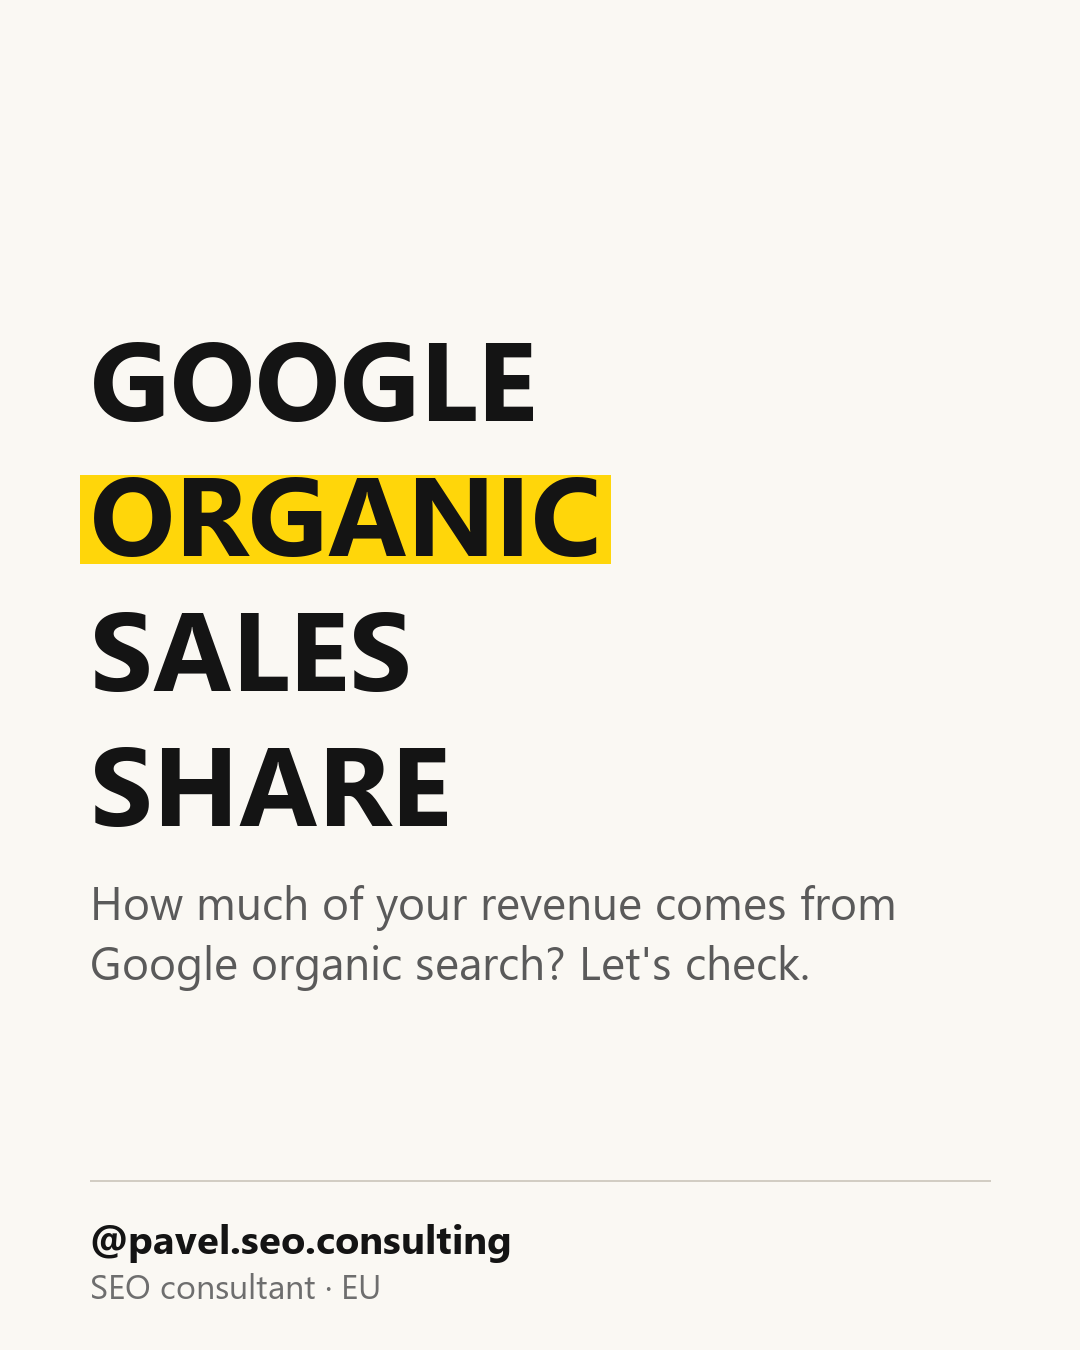 GOOGLE
ORGANIC
SALES
SHARE
How much of your revenue comes from
Google organic search? Let's check.
@pavel.seo.consulting
SEO consultant · EU